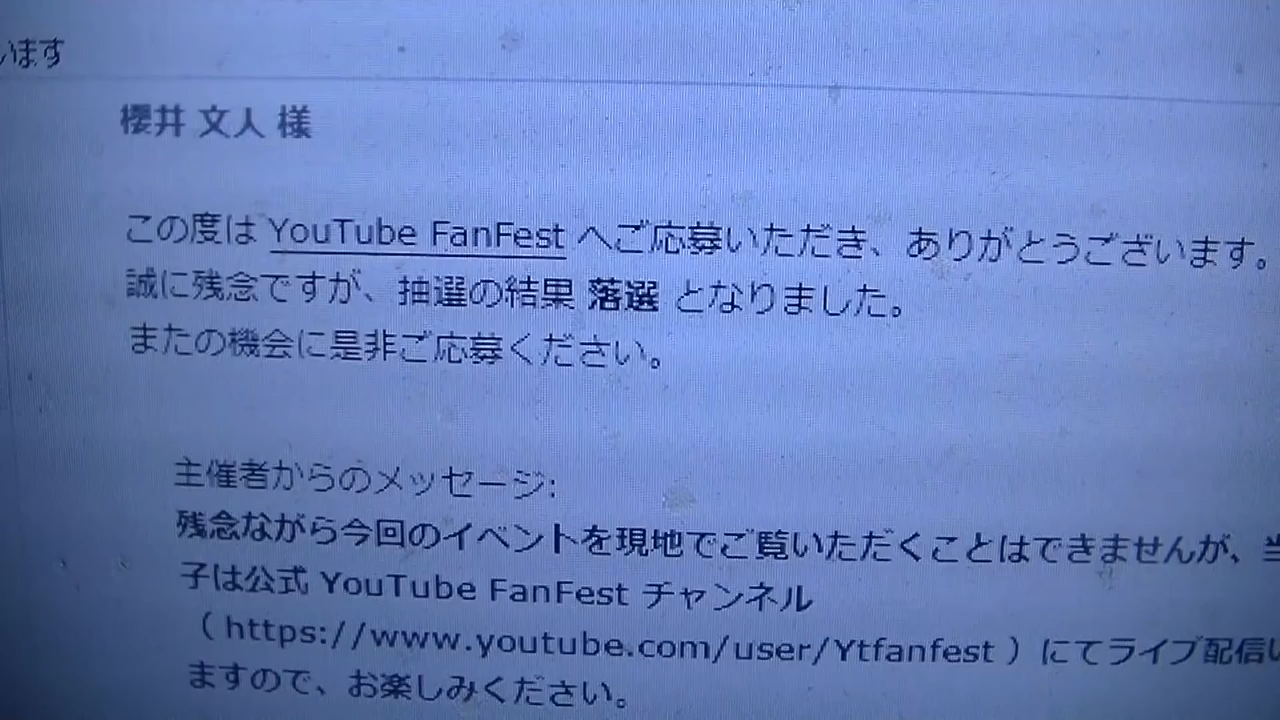 います
櫻井 文人 様
この度は YouTube FanFest へご応募いただき、ありがとうございます。
誠に残念ですが、抽選の結果 落選 となりました。
またの機会に是非ご応募ください。
主催者からのメッセージ:
残念ながら今回のイベントを現地でご覧いただくことはできませんが、当
子は公式 YouTube FanFest チャンネル
（ https://www.youtube.com/user/Ytfanfest ）にてライブ配信い
ますので、お楽しみください。